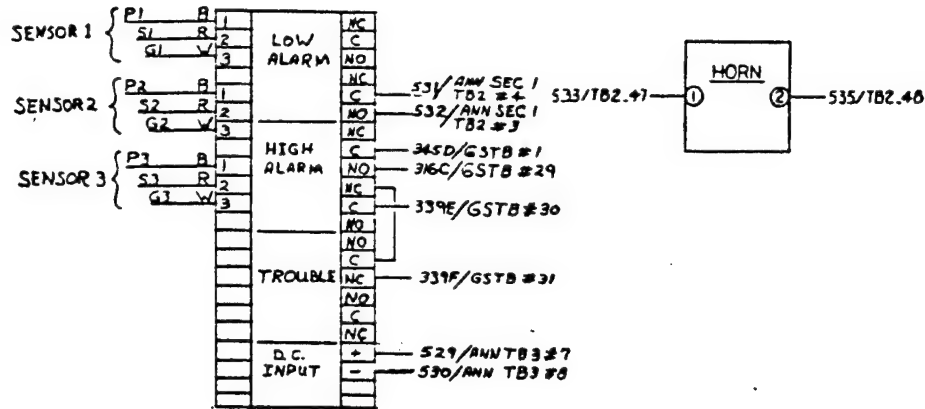 SENSOR 1
P1 B 1
S1 R 2
G1 W 3
SENSOR 2
P2 B 1
S2 R 2
G2 W 3
SENSOR 3
P3 B 1
S3 R 2
G3 W 3
LOW ALARM
HIGH ALARM
TROUBLE
D.C. INPUT
NC
C
NO
NC
C 531/ANN SEC 1 TB2 #4
NO 532/ANN SEC 1 TB2 #3
NC
C 345D/GSTB #1
NO 316C/GSTB #29
NC
C 339E/GSTB #30
NO
NO
C
NC 339F/GSTB #31
NO
C
NC
+ 529/ANN TB3 #7
- 530/ANN TB3 #8
HORN
533/TB2.47 1 2 535/TB2.48